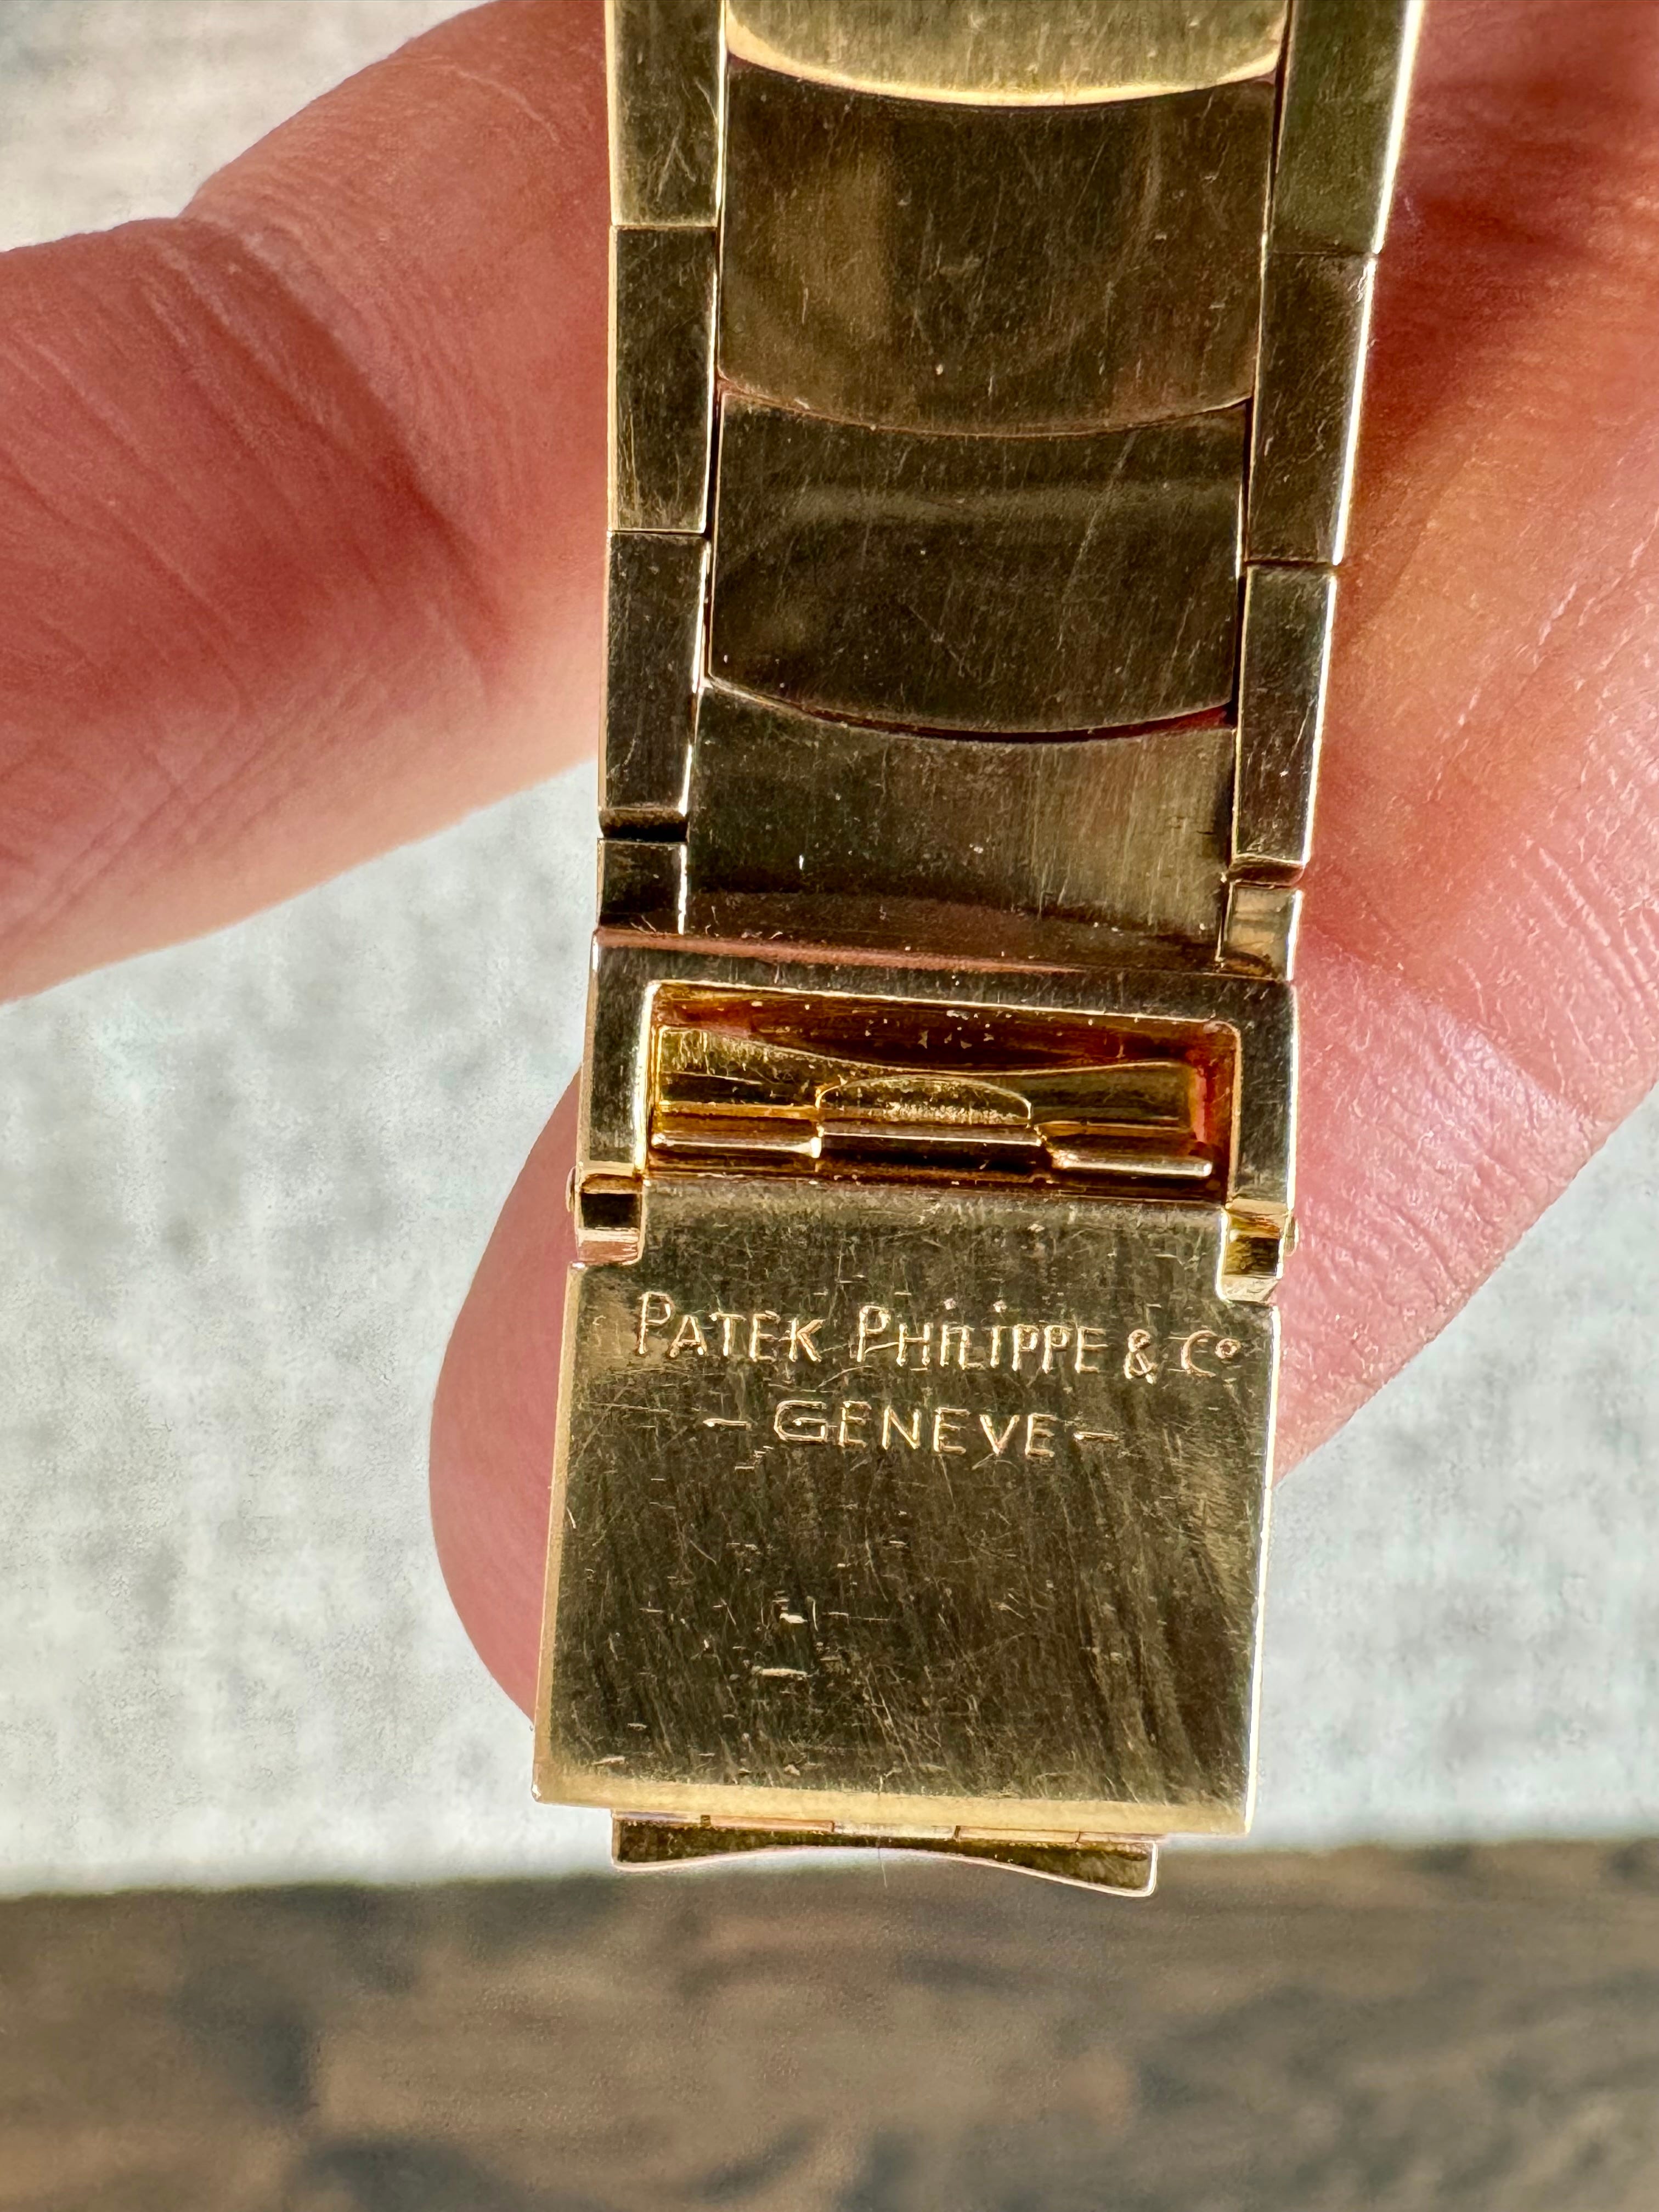 PATEK PHILIPPE & Cº
- GENEVE -